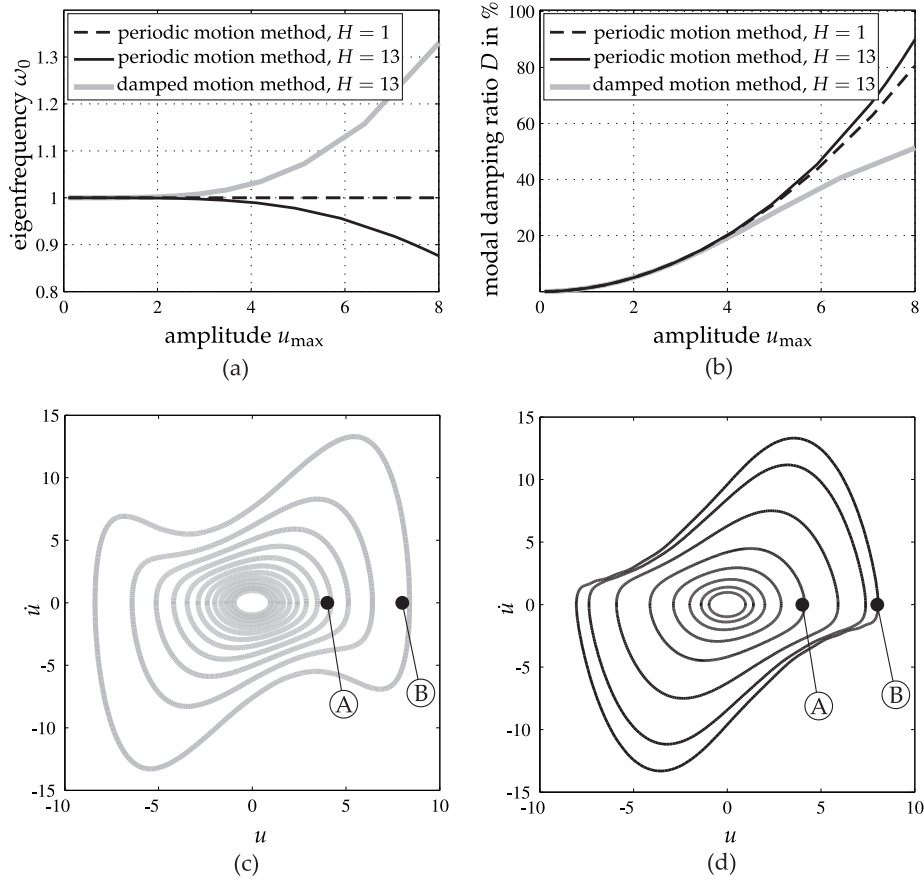 1.3
1.2
1.1
1
0.9
0.8
eigenfrequency ω₀
periodic motion method, H = 1
periodic motion method, H = 13
damped motion method, H = 13
0 2 4 6 8
amplitude u_max
(a)
100
80
60
40
20
modal damping ratio D in %
periodic motion method, H = 1
periodic motion method, H = 13
damped motion method, H = 13
0 2 4 6 8
amplitude u_max
(b)
15
10
5
0
-5
-10
-15
u̇
A
B
-10 -5 0 5 10
u
(c)
15
10
5
0
-5
-10
-15
u̇
A
B
-10 -5 0 5 10
u
(d)